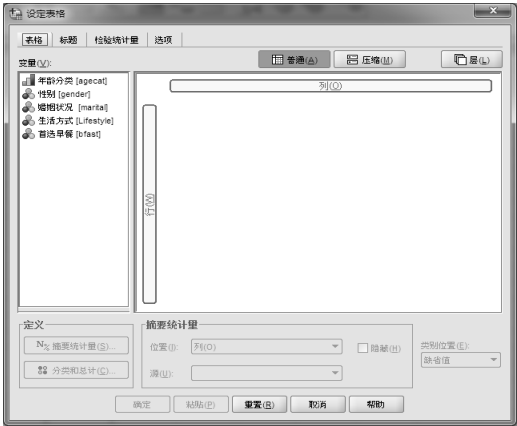 设定表格
表格 标题 检验统计量 选项
变量(V):
普通(A) 压缩(M) 层(L)
年龄分类 [agecat]
性别 [gender]
婚姻状况 [marital]
生活方式 [Lifestyle]
首选早餐 [bfast]
列(O)
行(W)
定义
N% 摘要统计量(S)...
分类和总计(C)...
摘要统计量
位置(I): 列(O) 隐藏(H)
源(U):
类别位置(E):
缺省值
确定 粘贴(P) 重置(R) 取消 帮助